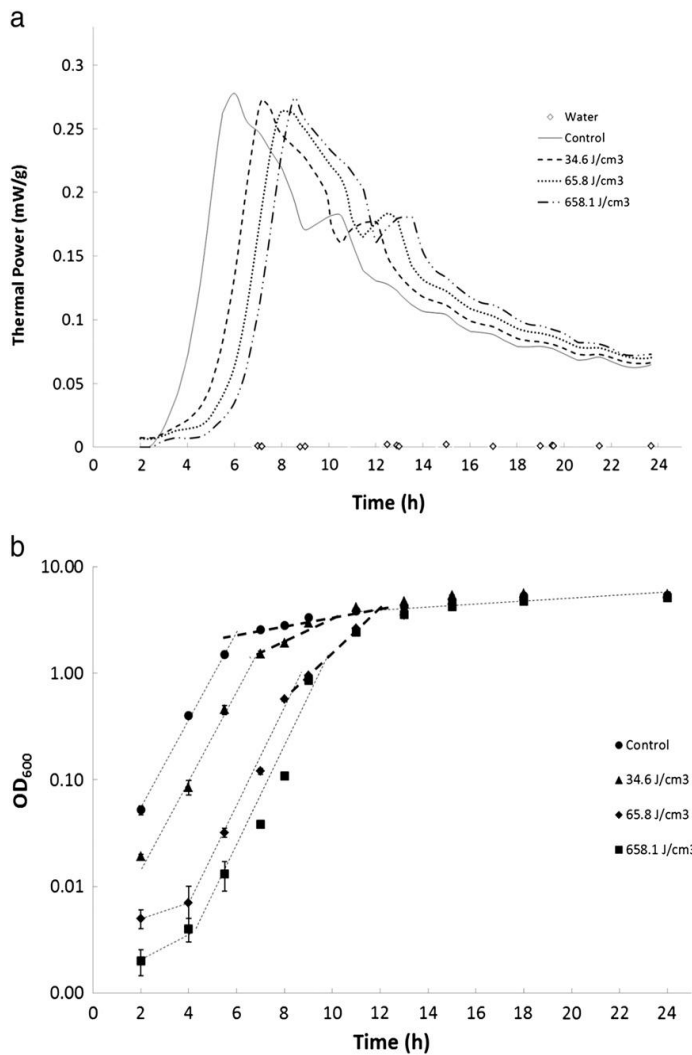 a
0.3
0.25
0.2
0.15
0.1
0.05
0
Thermal Power (mW/g)
Water
Control
34.6 J/cm3
65.8 J/cm3
658.1 J/cm3
0 2 4 6 8 10 12 14 16 18 20 22 24
Time (h)
b
10.00
1.00
0.10
0.01
0.00
OD600
Control
34.6 J/cm3
65.8 J/cm3
658.1 J/cm3
0 2 4 6 8 10 12 14 16 18 20 22 24
Time (h)